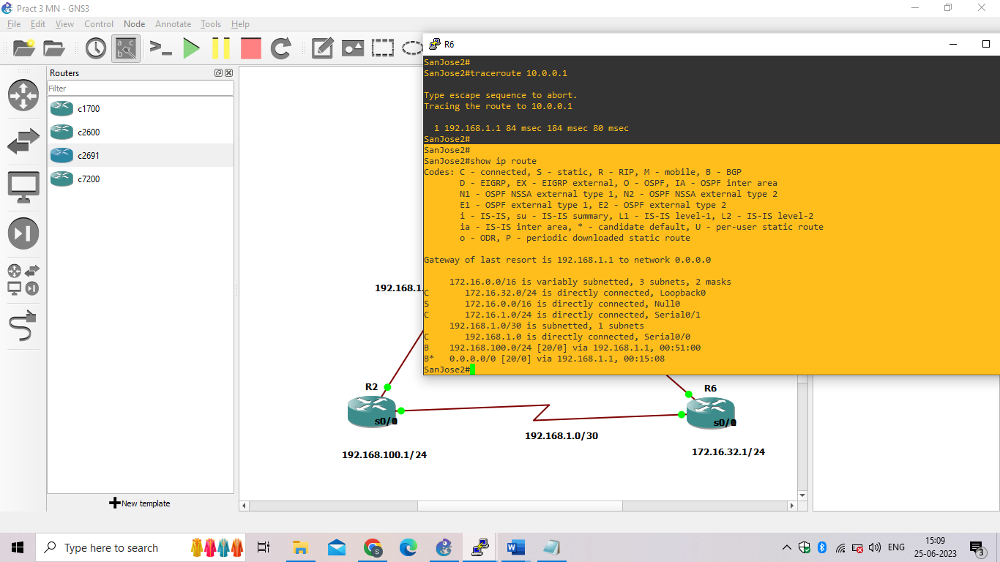 Pract 3 MN - GNS3
File Edit View Control Node Annotate Tools Help
Routers
Filter
c1700
c2600
c2691
c7200
New template
R6
SanJose2#
SanJose2#traceroute 10.0.0.1
Type escape sequence to abort.
Tracing the route to 10.0.0.1
1 192.168.1.1 84 msec 184 msec 80 msec
SanJose2#
SanJose2#
SanJose2#show ip route
Codes: C - connected, S - static, R - RIP, M - mobile, B - BGP
D - EIGRP, EX - EIGRP external, O - OSPF, IA - OSPF inter area
N1 - OSPF NSSA external type 1, N2 - OSPF NSSA external type 2
E1 - OSPF external type 1, E2 - OSPF external type 2
i - IS-IS, su - IS-IS summary, L1 - IS-IS level-1, L2 - IS-IS level-2
ia - IS-IS inter area, * - candidate default, U - per-user static route
o - ODR, P - periodic downloaded static route
Gateway of last resort is 192.168.1.1 to network 0.0.0.0
172.16.0.0/16 is variably subnetted, 3 subnets, 2 masks
C 172.16.32.0/24 is directly connected, Loopback0
S 172.16.0.0/16 is directly connected, Null0
C 172.16.1.0/24 is directly connected, Serial0/1
192.168.1.0/30 is subnetted, 1 subnets
C 192.168.1.0 is directly connected, Serial0/0
B 192.168.100.0/24 [20/0] via 192.168.1.1, 00:51:00
B* 0.0.0.0/0 [20/0] via 192.168.1.1, 00:15:08
SanJose2#
192.168.1.
R2
R6
192.168.1.0/30
192.168.100.1/24
172.16.32.1/24
Type here to search
ENG
15:09
25-06-2023
3